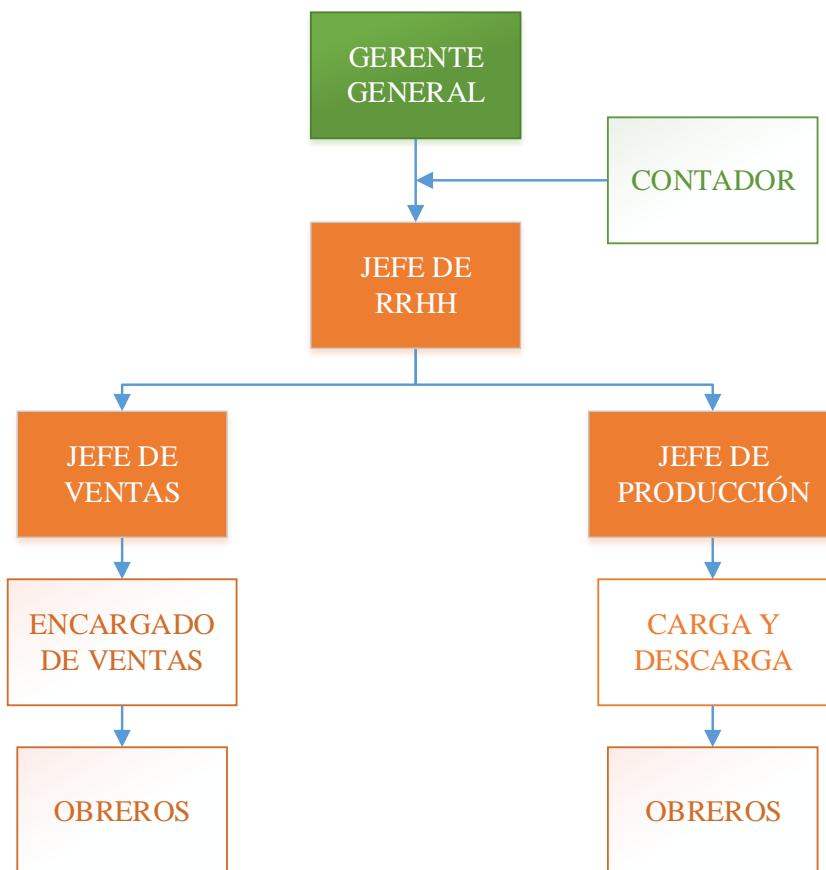 GERENTE
GENERAL
CONTADOR
JEFE DE
RRHH
JEFE DE
VENTAS
JEFE DE
PRODUCCIÓN
ENCARGADO
DE VENTAS
CARGA Y
DESCARGA
OBREROS
OBREROS